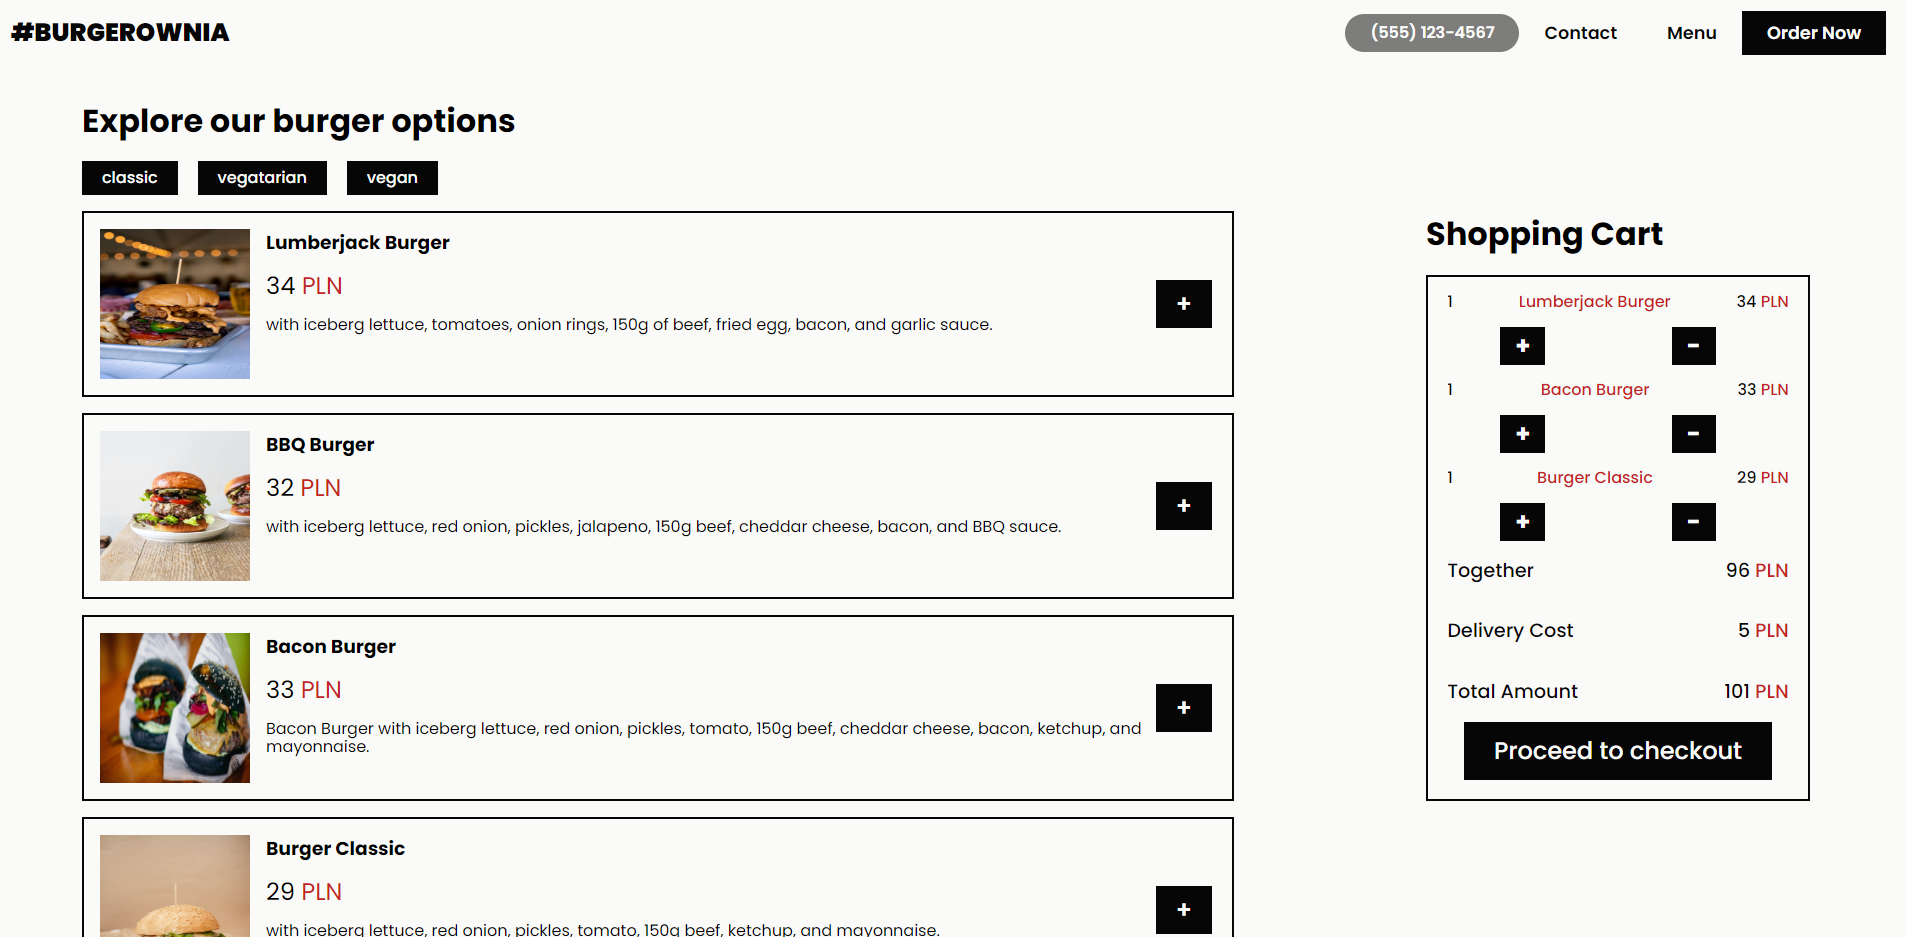 #BURGEROWNIA
(555) 123-4567
Contact
Menu
Order Now
Explore our burger options
classic
vegatarian
vegan
Lumberjack Burger
34 PLN
with iceberg lettuce, tomatoes, onion rings, 150g of beef, fried egg, bacon, and garlic sauce.
+
BBQ Burger
32 PLN
with iceberg lettuce, red onion, pickles, jalapeno, 150g beef, cheddar cheese, bacon, and BBQ sauce.
+
Bacon Burger
33 PLN
Bacon Burger with iceberg lettuce, red onion, pickles, tomato, 150g beef, cheddar cheese, bacon, ketchup, and
mayonnaise.
+
Burger Classic
29 PLN
with iceberg lettuce, red onion, pickles, tomato, 150g beef, ketchup, and mayonnaise.
+
Shopping Cart
1 Lumberjack Burger 34 PLN
+ -
1 Bacon Burger 33 PLN
+ -
1 Burger Classic 29 PLN
+ -
Together 96 PLN
Delivery Cost 5 PLN
Total Amount 101 PLN
Proceed to checkout